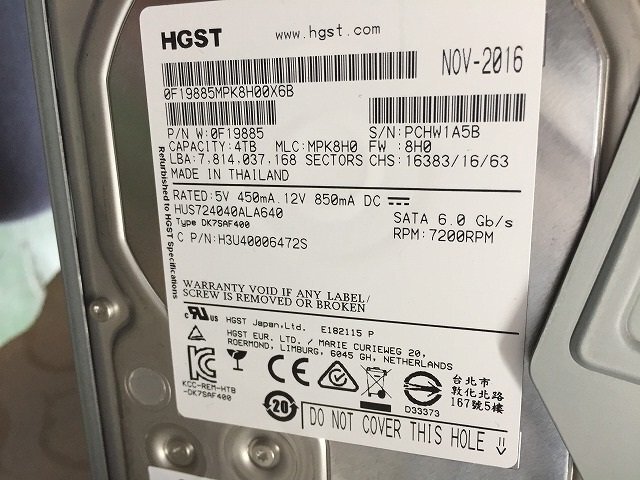 HGST www.hgst.com
NOV-2016
0F19885MPK8H00X6B
P/N W:0F19885 S/N:PCHW1A5B
CAPACITY:4TB MLC:MPK8H0 FW :8H0
LBA:7,814,037,168 SECTORS CHS:16383/16/63
MADE IN THAILAND
Refurbished to HGST Specifications
RATED:5V 450mA,12V 850mA DC
HUS724040ALA640 SATA 6.0 Gb/s
Type DK7SAF400 RPM:7200RPM
C P/N:H3U40006472S
WARRANTY VOID IF ANY LABEL/
SCREW IS REMOVED OR BROKEN
c RU US HGST Japan,Ltd. E182115 P
HGST EUR. LTD. / MARIE CURIEWEG 20,
ROERMOND, LIMBURG, 6045 GH, NETHERLANDS
KCC-REM-HTB
-DK7SAF400
CE
D33373
台北市
敦化北路
167號5樓
20
DO NOT COVER THIS HOLE